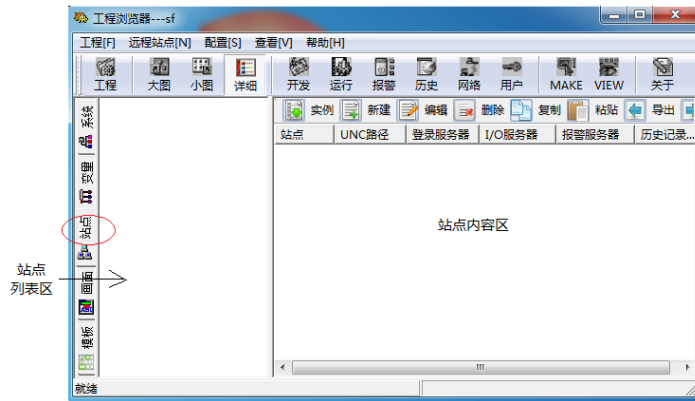 工程浏览器---sf
工程[F] 远程站点[N] 配置[S] 查看[V] 帮助[H]
工程 大图 小图 详细 开发 运行 报警 历史 网络 用户 MAKE VIEW 关于
实例 新建 编辑 删除 复制 粘贴 导出
站点 UNC路径 登录服务器 I/O服务器 报警服务器 历史记录...
系统
变量
站点
画面
模板
站点内容区
站点
列表区
就绪